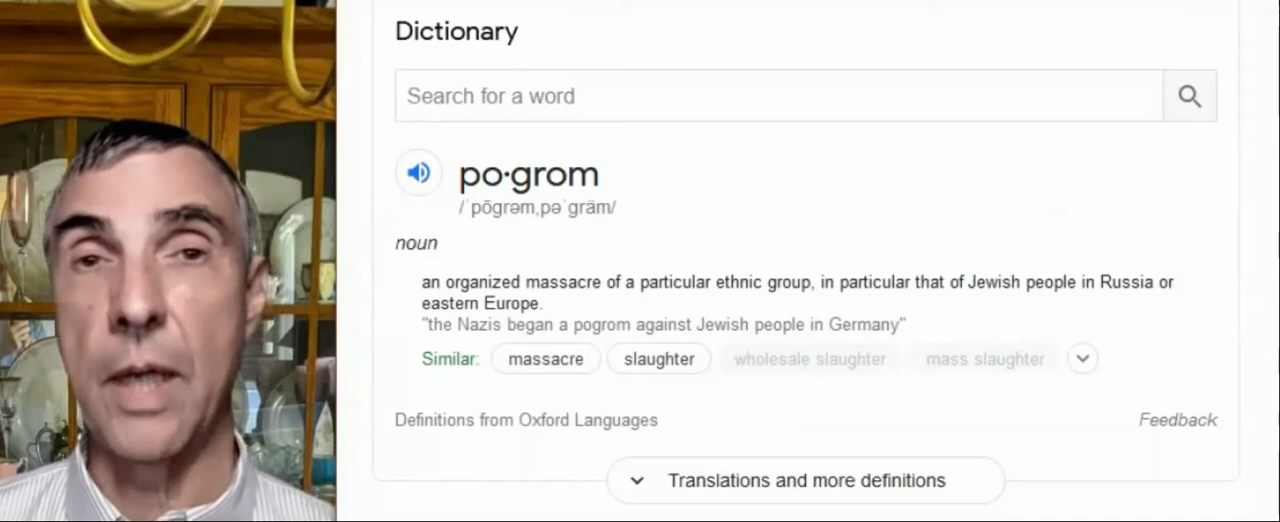 Dictionary
Search for a word
po·grom
/ˈpōɡrəm,pəˈɡräm/
noun
an organized massacre of a particular ethnic group, in particular that of Jewish people in Russia or
eastern Europe.
"the Nazis began a pogrom against Jewish people in Germany"
Similar: massacre slaughter wholesale slaughter mass slaughter
Definitions from Oxford Languages Feedback
Translations and more definitions